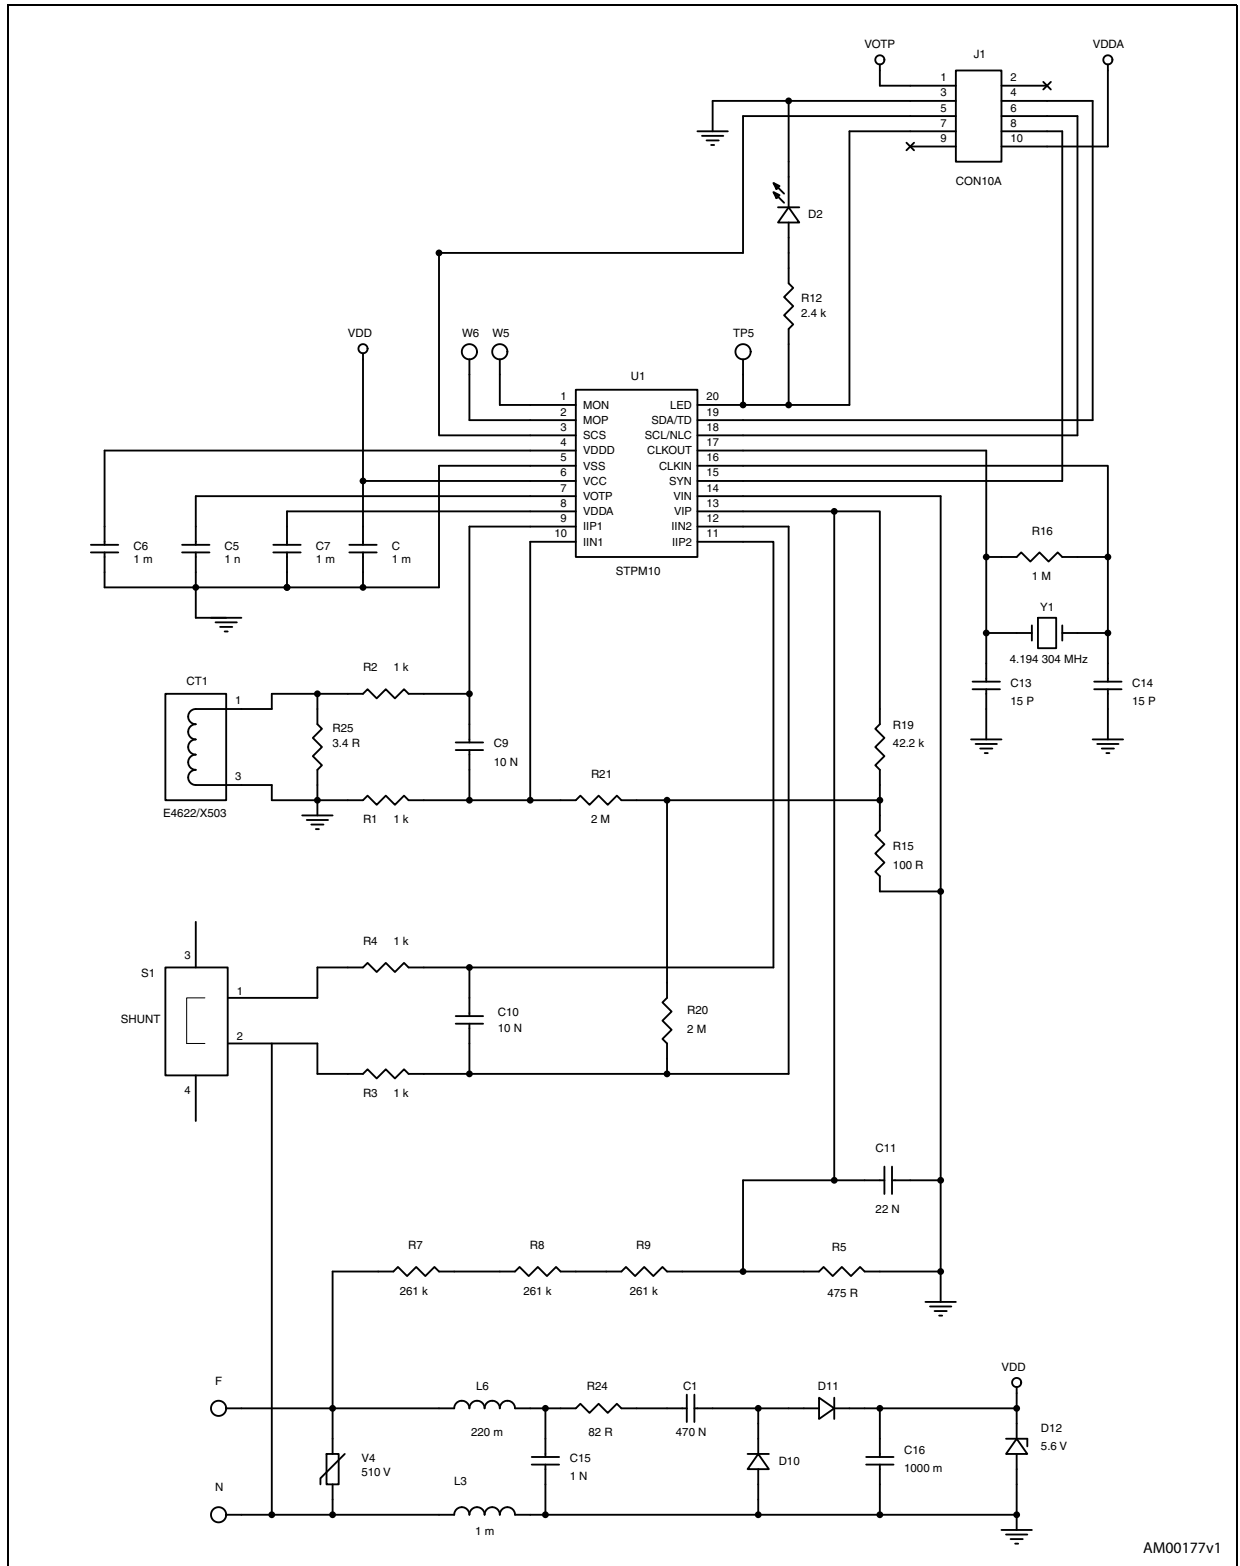 VOTP
J1
VDDA
1 2
3 4
5 6
7 8
9 10
CON10A
D2
R12
2.4 k
VDD
W6 W5
TP5
U1
1 MON LED 20
2 MOP SDA/TD 19
3 SCS SCL/NLC 18
4 VDDD CLKOUT 17
5 VSS CLKIN 16
6 VCC SYN 15
7 VOTP VIN 14
8 VDDA VIP 13
9 IIP1 IIN2 12
10 IIN1 IIP2 11
STPM10
C6
1 m
C5
1 n
C7
1 m
C
1 m
R16
1 M
Y1
4.194 304 MHz
C13
15 P
C14
15 P
R2 1 k
CT1
1
3
E4622/X503
R25
3.4 R
C9
10 N
R19
42.2 k
R21
2 M
R1 1 k
R15
100 R
R4 1 k
3
S1
1
SHUNT
2
4
C10
10 N
R20
2 M
R3 1 k
C11
22 N
R7
261 k
R8
261 k
R9
261 k
R5
475 R
F
L6
220 m
R24
82 R
C1
470 N
D11
VDD
D12
5.6 V
V4
510 V
C15
1 N
D10
C16
1000 m
N
L3
1 m
AM00177v1